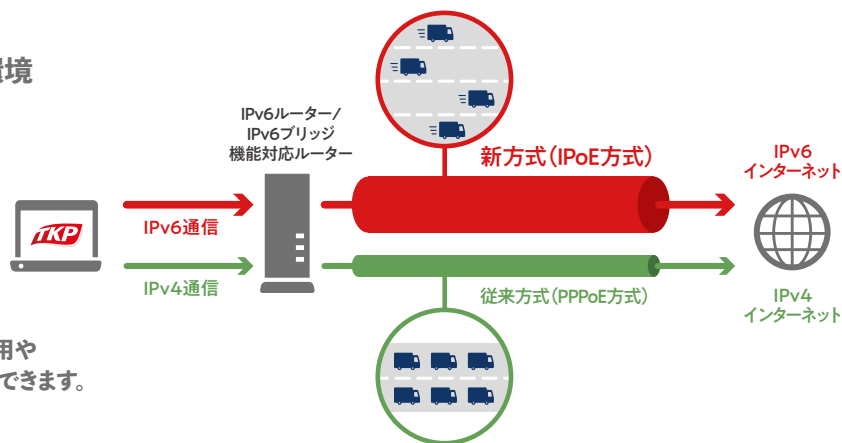 環境
IPv6ルーター/
IPv6ブリッジ
機能対応ルーター
新方式(IPoE方式)
IPv6
インターネット
TKP
IPv6通信
IPv4通信
従来方式(PPPoE方式)
IPv4
インターネット
用や
できます。